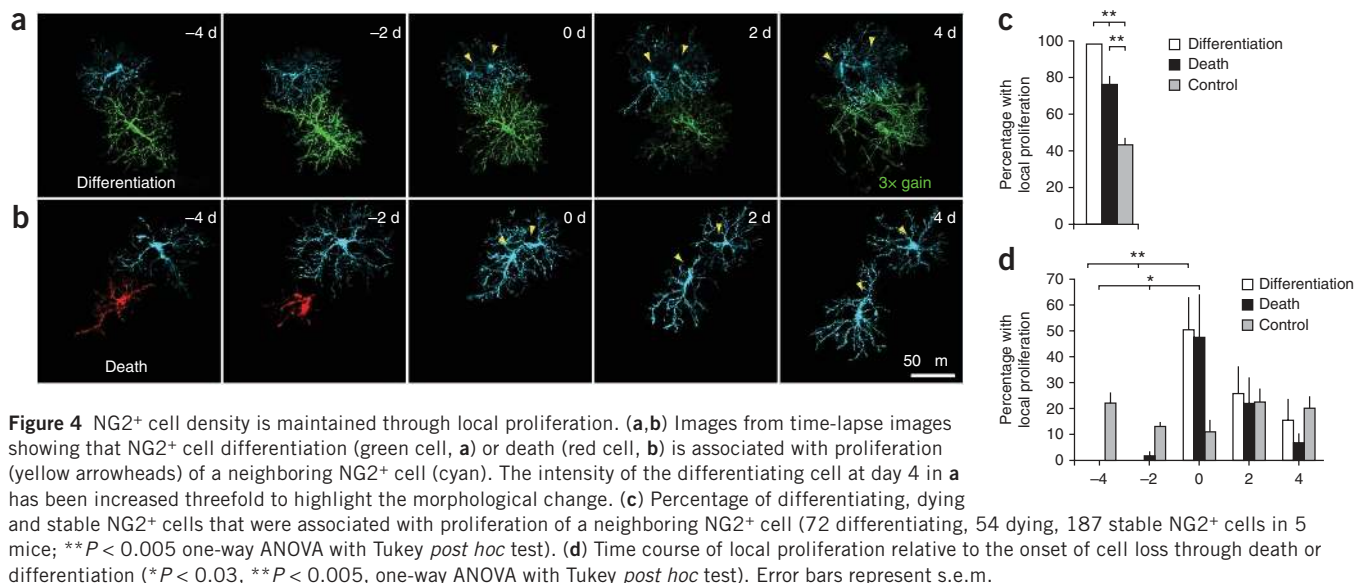 a
–4 d
–2 d
0 d
2 d
4 d
Differentiation
3× gain
b
–4 d
–2 d
0 d
2 d
4 d
Death
50 m
c
**
**
Percentage with
local proliferation
100
80
60
40
20
0
Differentiation
Death
Control
d
**
*
Percentage with
local proliferation
70
60
50
40
30
20
10
0
–4
–2
0
2
4
Differentiation
Death
Control
Figure 4 NG2+ cell density is maintained through local proliferation. (a,b) Images from time-lapse images
showing that NG2+ cell differentiation (green cell, a) or death (red cell, b) is associated with proliferation
(yellow arrowheads) of a neighboring NG2+ cell (cyan). The intensity of the differentiating cell at day 4 in a
has been increased threefold to highlight the morphological change. (c) Percentage of differentiating, dying
and stable NG2+ cells that were associated with proliferation of a neighboring NG2+ cell (72 differentiating, 54 dying, 187 stable NG2+ cells in 5
mice; **P < 0.005 one-way ANOVA with Tukey post hoc test). (d) Time course of local proliferation relative to the onset of cell loss through death or
differentiation (*P < 0.03, **P < 0.005, one-way ANOVA with Tukey post hoc test). Error bars represent s.e.m.